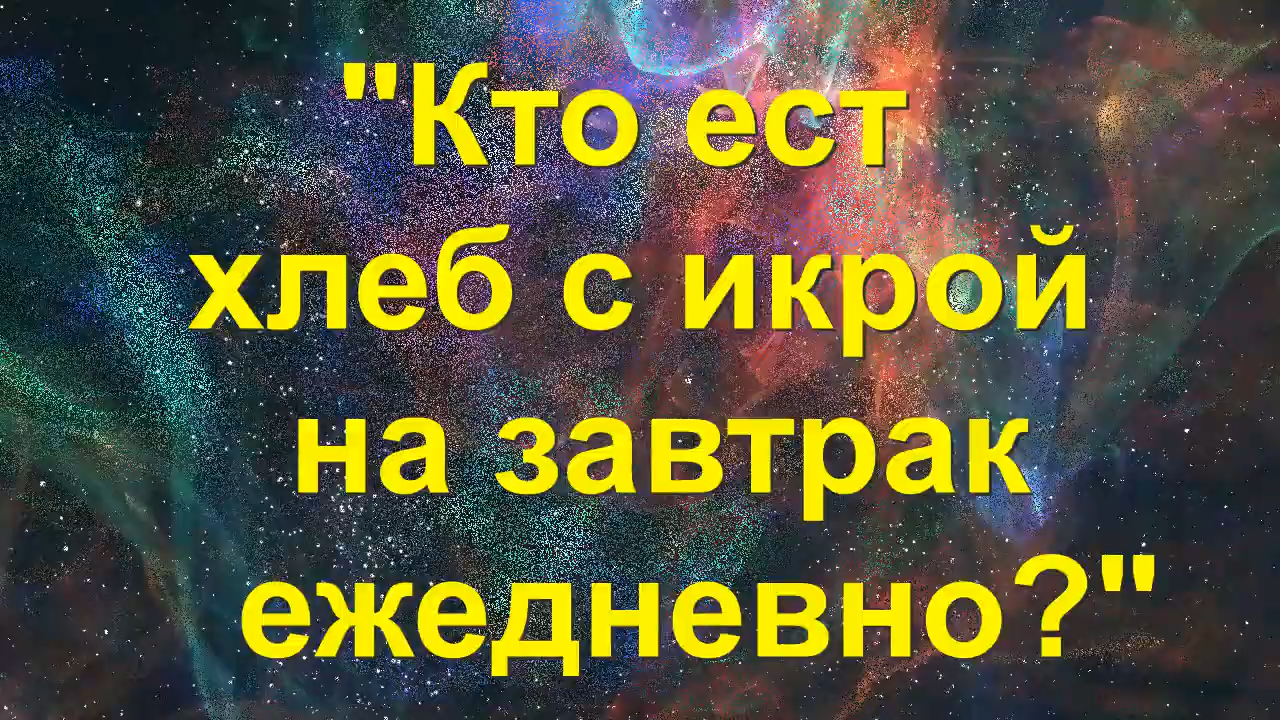 "Кто ест
хлеб с икрой
на завтрак
ежедневно?"